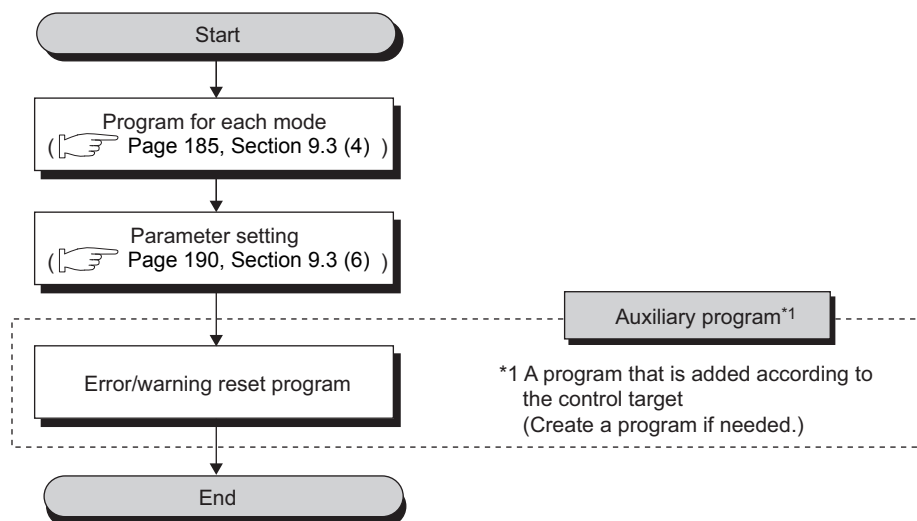 Start
Program for each mode
( Page 185, Section 9.3 (4) )
Parameter setting
( Page 190, Section 9.3 (6) )
Auxiliary program*1
Error/warning reset program
*1 A program that is added according to
the control target
(Create a program if needed.)
End